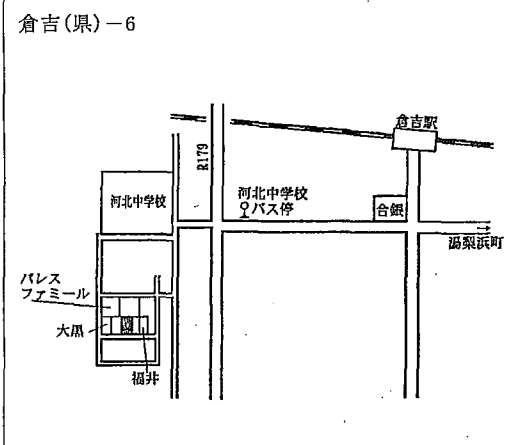 倉吉(県)-6
倉吉駅
R179
河北中学校
河北中学校
バス停
合銀
湯梨浜町
パレス
ファミール
大黒
福井